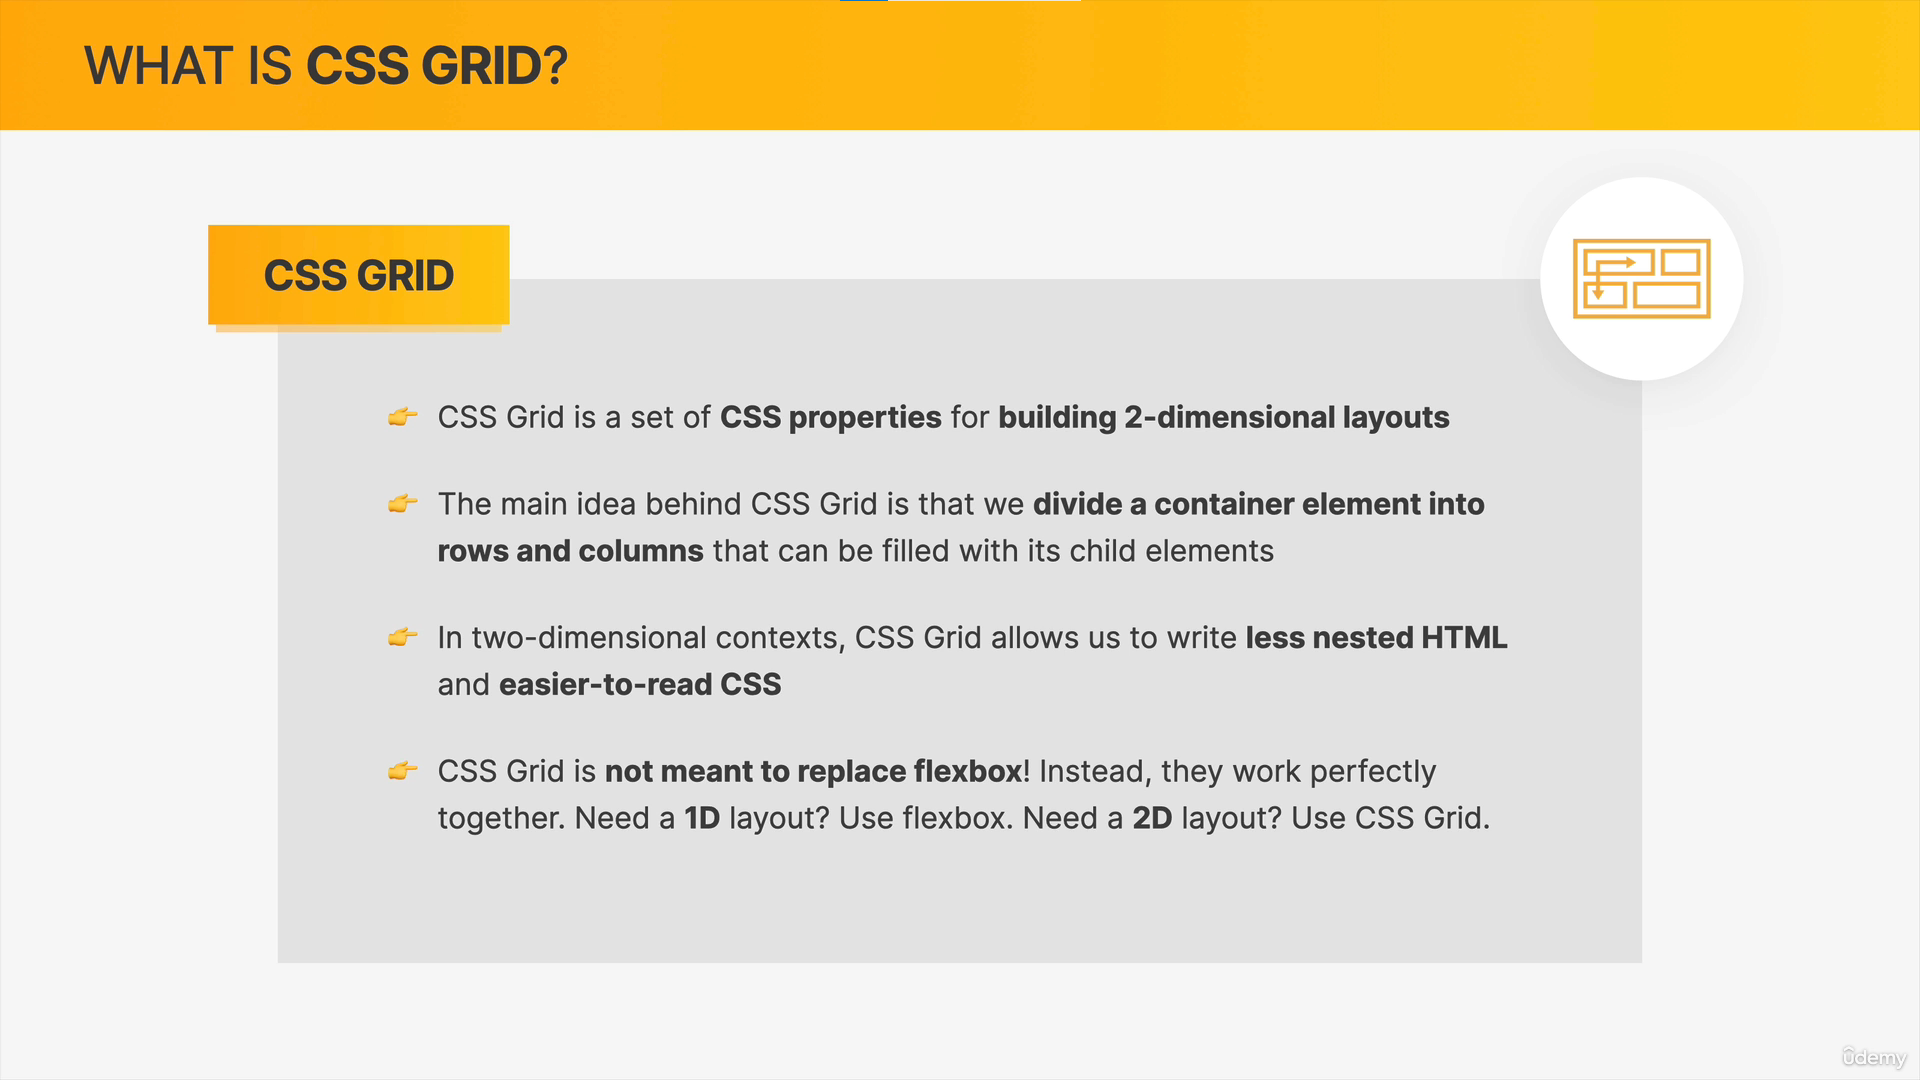 WHAT IS CSS GRID?
CSS GRID
👉 CSS Grid is a set of CSS properties for building 2-dimensional layouts
👉 The main idea behind CSS Grid is that we divide a container element into
rows and columns that can be filled with its child elements
👉 In two-dimensional contexts, CSS Grid allows us to write less nested HTML
and easier-to-read CSS
👉 CSS Grid is not meant to replace flexbox! Instead, they work perfectly
together. Need a 1D layout? Use flexbox. Need a 2D layout? Use CSS Grid.
ûdemy